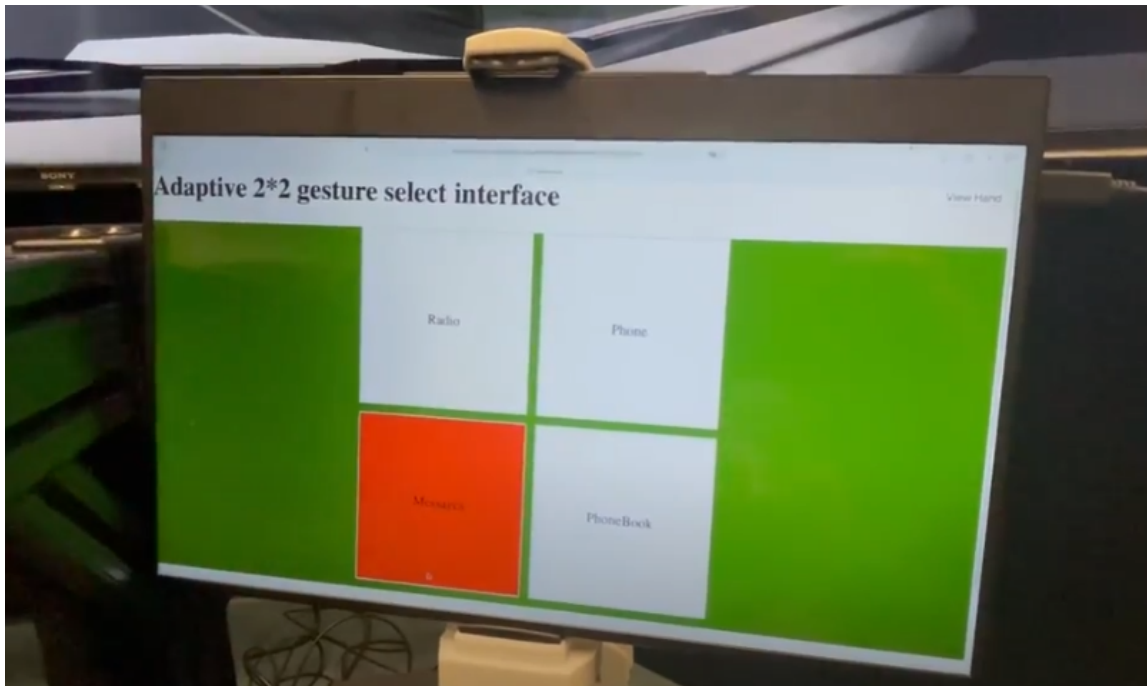 SONY
Adaptive 2*2 gesture select interface
View Hand
Radio
Phone
PhoneBook